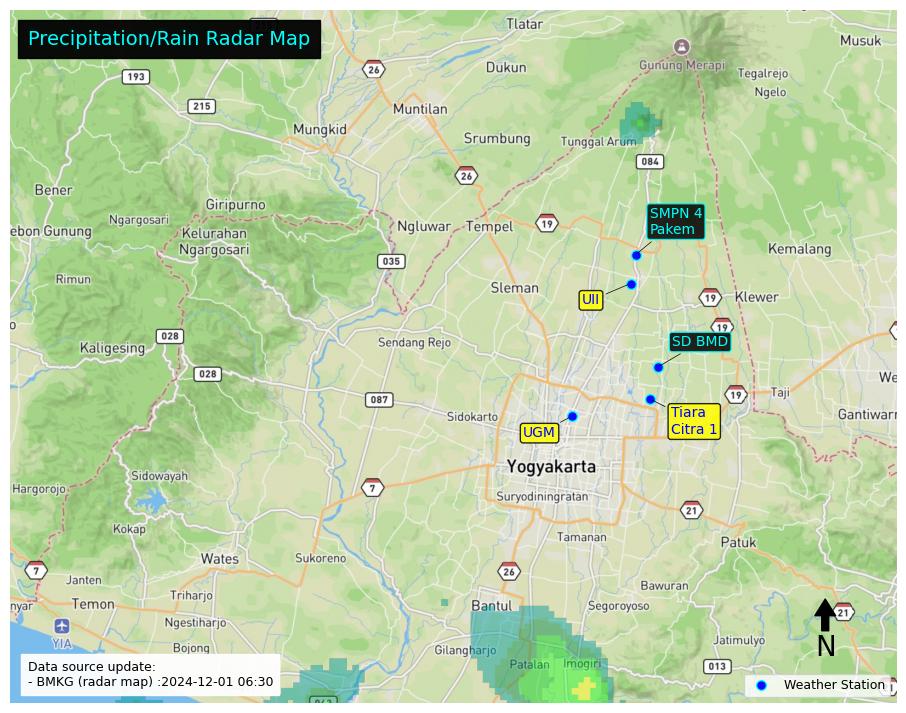 Precipitation/Rain Radar Map
Tlatar
Musuk
26
Gunung Merapi
Dukun
Tegalrejo
193
Ngelo
215
Muntilan
Mungkid
Srumbung
Tunggal Arum
084
26
Bener
Giripurno
SMPN 4
Pakem
Ngargosari
Ngluwar
Tempel
19
ebon Gunung
Kelurahan
Ngargosari
Kemalang
035
Rimun
Sleman
UII
19
Klewer
19
028
Sendang Rejo
SD BMD
Kaligesing
028
We
087
19
Taji
Sidokarto
Tiara
Citra 1
Gantiwarn
UGM
Yogyakarta
Sidowayah
Hargorojo
7
Suryodiningratan
21
Kokap
Tamanan
Patuk
Wates
Sukoreno
7
26
Janten
Bawuran
Triharjo
nyar
Temon
Bantul
Segoroyoso
21
Ngestiharjo
YIA
N
Bojong
Gilangharjo
Jatimulyo
Patalan
Imogiri
013
Data source update:
- BMKG (radar map) :2024-12-01 06:30
Weather Station